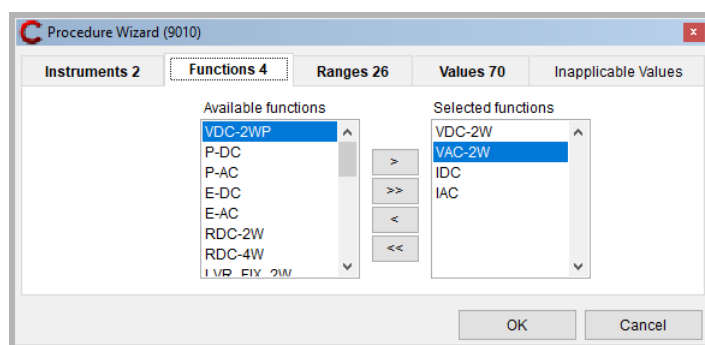 Procedure Wizard (9010)
Instruments 2 Functions 4 Ranges 26 Values 70 Inapplicable Values
Available functions
VDC-2WP
P-DC
P-AC
E-DC
E-AC
RDC-2W
RDC-4W
LVR_FIX_2W
>
>>
<
<<
Selected functions
VDC-2W
VAC-2W
IDC
IAC
OK Cancel